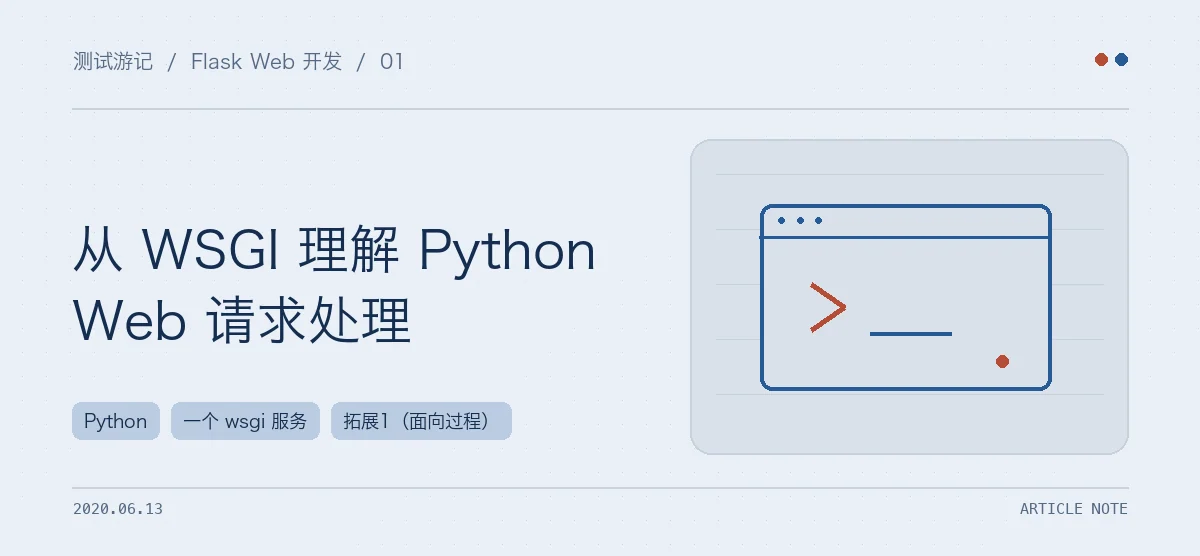 测试游记 / Flask Web 开发 / 01
从 WSGI 理解 Python
Web 请求处理
Python 一个 wsgi 服务 拓展1（面向过程）
2020.06.13 ARTICLE NOTE